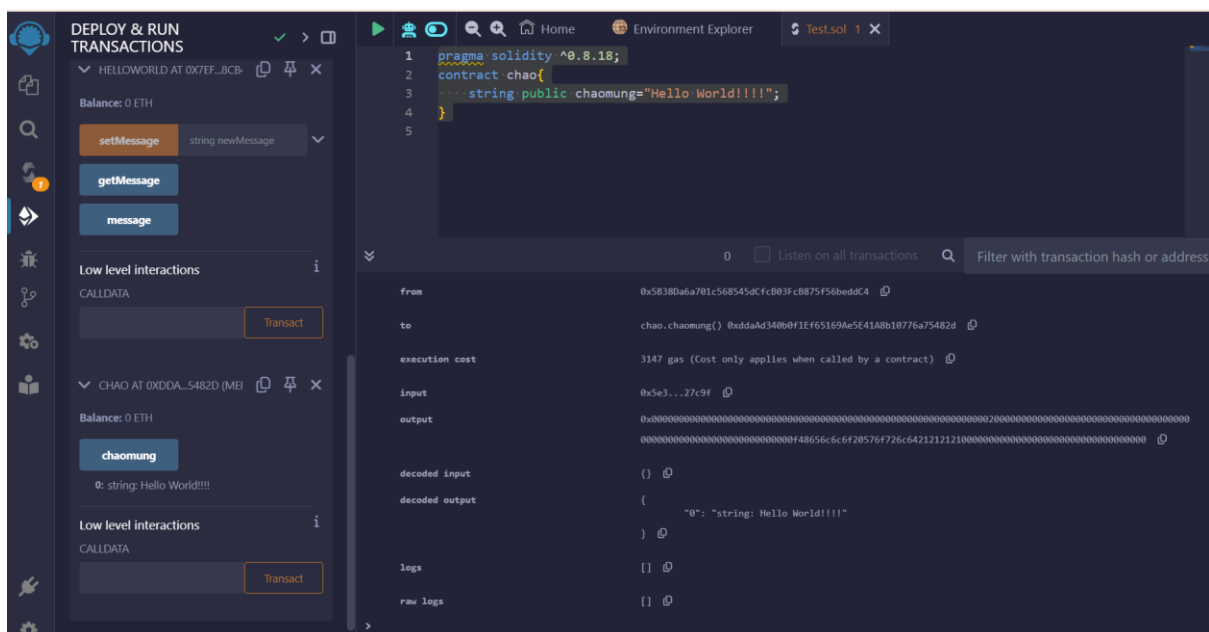 DEPLOY & RUN
TRANSACTIONS
HELLOWORLD AT 0X7EF...8CB
Balance: 0 ETH
setMessage string newMessage
getMessage
message
Low level interactions i
CALLDATA
Transact
CHAO AT 0XDDA...5482D (MEI
Balance: 0 ETH
chaomung
0: string: Hello World!!!!
Low level interactions i
CALLDATA
Transact
1
Home Environment Explorer Test.sol 1
1 pragma solidity ^0.8.18;
2 contract chao{
3 ····string·public·chaomung="Hello·World!!!!";
4 }
5
0 Listen on all transactions Filter with transaction hash or address
from 0x5B38Da6a701c568545dCfcB03FcB875f56beddC4
to chao.chaomung() 0xddaAd340b0f1Ef65169Ae5E41A8b10776a75482d
execution cost 3147 gas (Cost only applies when called by a contract)
input 0x5e3...27c9f
output
decoded input {}
decoded output {
"0": "string: Hello World!!!!"
}
logs []
raw logs []
>